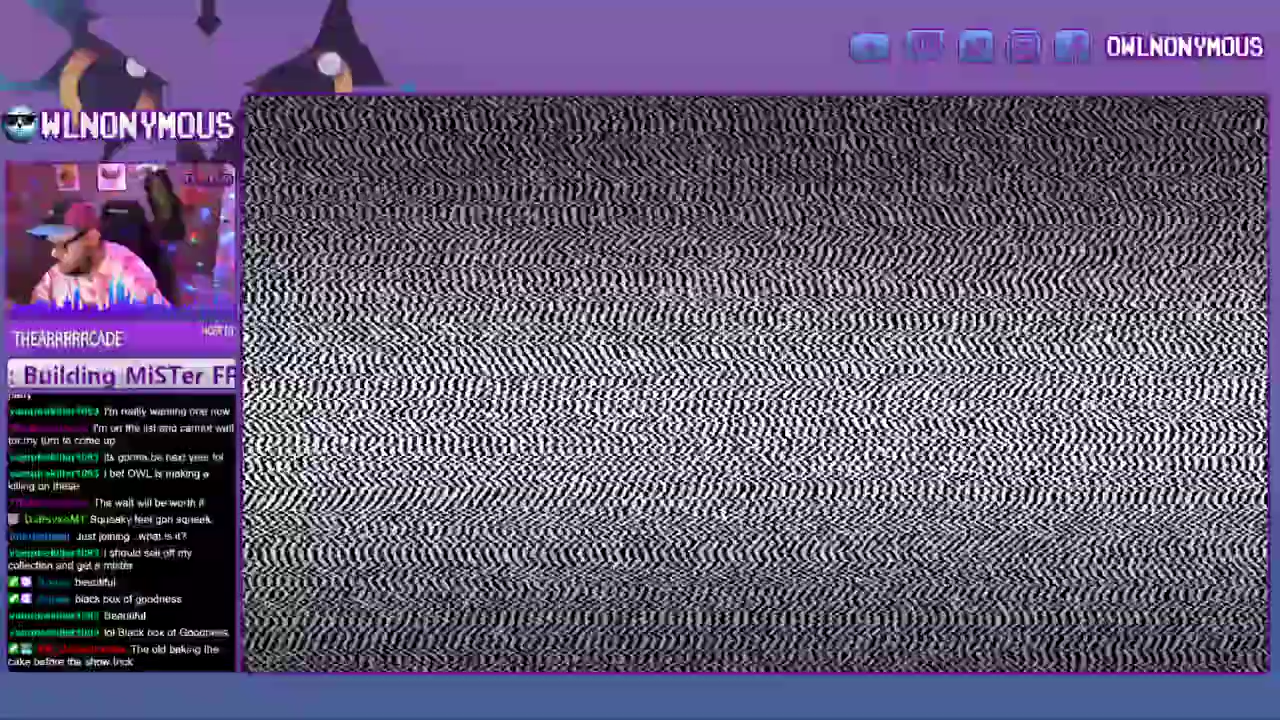 OWLNONYMOUS
WLNONYMOUS
THEARRRRRCADE
: Building MiSTer FP
I'm really wanting one now
I'm on the list and cannot wait
for my turn to come up
its gonna be next year lol
I bet OWL is making a
killing on these
The wait will be worth it
Squeaky feet gon squeek
Just joining...what is it?
I should sell off my
collection and get a mister
beautiful
black box of goodness
Beautiful
lol Black box of Goodness
The old baking the
cake before the show trick